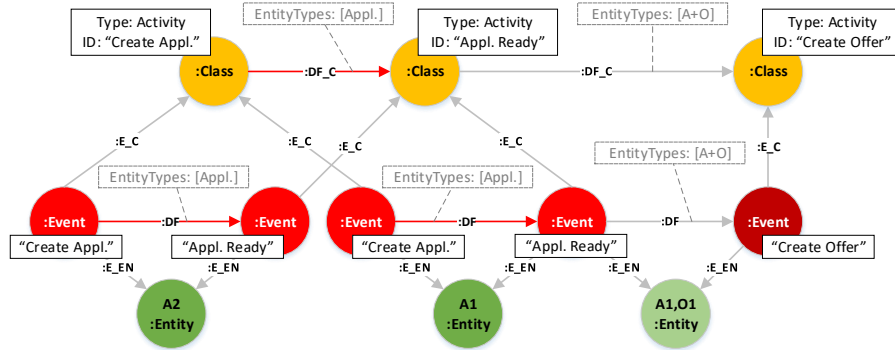 Type: Activity
ID: “Create Appl.”
EntityTypes: [Appl.]
Type: Activity
ID: “Appl. Ready”
EntityTypes: [A+O]
Type: Activity
ID: “Create Offer”
:Class
:DF_C
:Class
:DF_C
:Class
:E_C
:E_C
:E_C
:E_C
:E_C
EntityTypes: [Appl.]
EntityTypes: [Appl.]
EntityTypes: [A+O]
:Event
:DF
:Event
:Event
:DF
:Event
:DF
:Event
“Create Appl.”
“Appl. Ready”
“Create Appl.”
“Appl. Ready”
“Create Offer”
:E_EN
:E_EN
:E_EN
:E_EN
:E_EN
:E_EN
A2
:Entity
A1
:Entity
A1,O1
:Entity